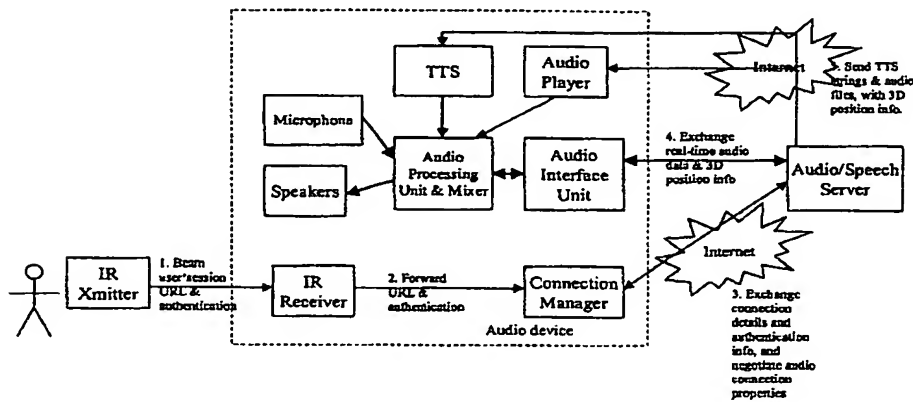 TTS
Audio
Player
Internet
Send TTS
strings & audio
files, with 3D
position info.
Microphone
Audio
Processing
Unit & Mixer
Audio
Interface
Unit
4. Exchange
real-time audio
data & 3D
position info
Audio/Speech
Server
Speakers
Internet
IR
Xmitter
1. Beam
user'session
URL &
authentication
IR
Receiver
2. Forward
URL &
authentication
Connection
Manager
Audio device
3. Exchange
connection
details and
authentication
info, and
negotiate audio
connection
properties